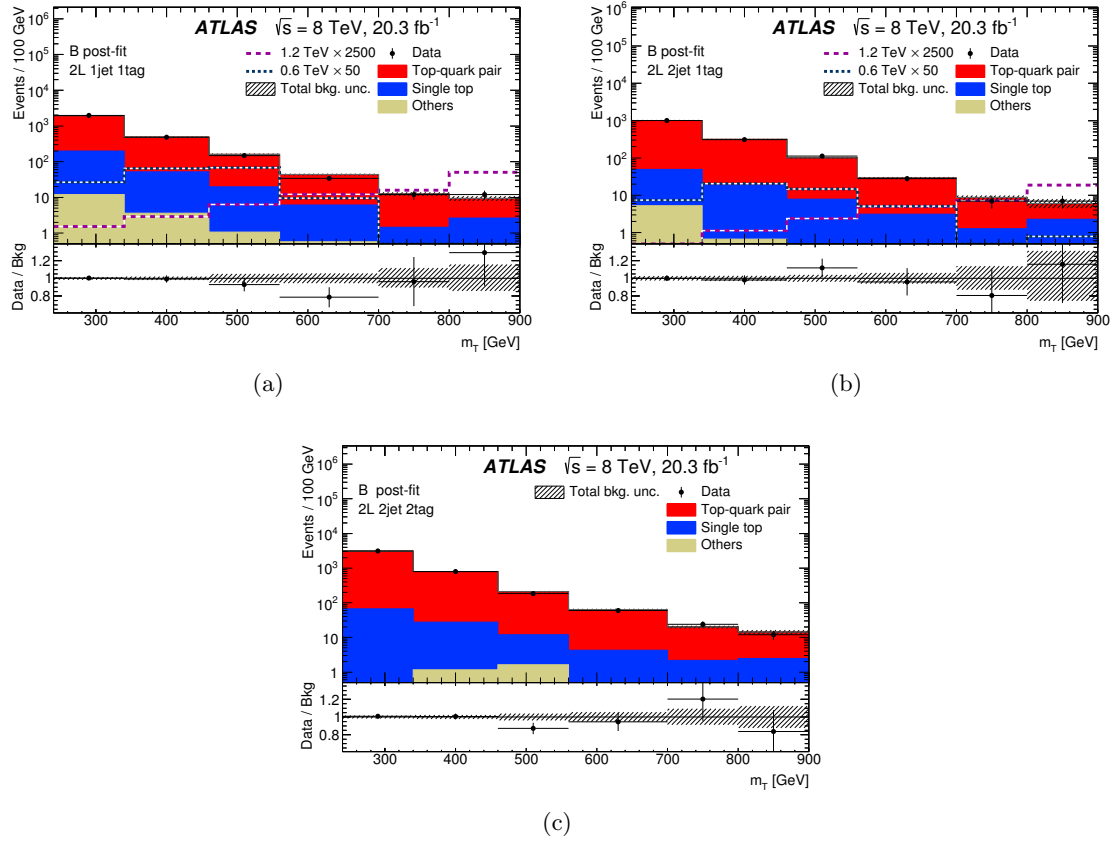 ATLAS √s = 8 TeV, 20.3 fb⁻¹
B post-fit
2L 1jet 1tag
1.2 TeV × 2500
0.6 TeV × 50
Total bkg. unc.
Data
Top-quark pair
Single top
Others
Events / 100 GeV
10⁶
10⁵
10⁴
10³
10²
10
1
Data / Bkg
1.2
1
0.8
300 400 500 600 700 800 900
m_T [GeV]
(a)
ATLAS √s = 8 TeV, 20.3 fb⁻¹
B post-fit
2L 2jet 1tag
1.2 TeV × 2500
0.6 TeV × 50
Total bkg. unc.
Data
Top-quark pair
Single top
Others
Events / 100 GeV
10⁶
10⁵
10⁴
10³
10²
10
1
Data / Bkg
1.2
1
0.8
300 400 500 600 700 800 900
m_T [GeV]
(b)
ATLAS √s = 8 TeV, 20.3 fb⁻¹
B post-fit
2L 2jet 2tag
Total bkg. unc.
Data
Top-quark pair
Single top
Others
Events / 100 GeV
10⁶
10⁵
10⁴
10³
10²
10
1
Data / Bkg
1.2
1
0.8
300 400 500 600 700 800 900
m_T [GeV]
(c)